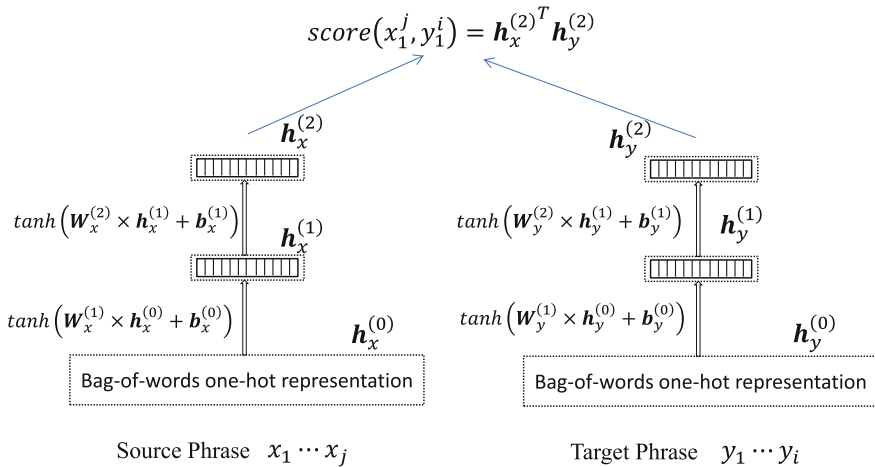 score(x_1^j, y_1^i) = h_x^{(2)^T} h_y^{(2)}
h_x^{(2)}
h_y^{(2)}
tanh(W_x^{(2)} × h_x^{(1)} + b_x^{(1)})
h_x^{(1)}
tanh(W_y^{(2)} × h_y^{(1)} + b_y^{(1)})
h_y^{(1)}
tanh(W_x^{(1)} × h_x^{(0)} + b_x^{(0)})
h_x^{(0)}
tanh(W_y^{(1)} × h_y^{(0)} + b_y^{(0)})
h_y^{(0)}
Bag-of-words one-hot representation
Bag-of-words one-hot representation
Source Phrase x_1 ⋯ x_j
Target Phrase y_1 ⋯ y_i